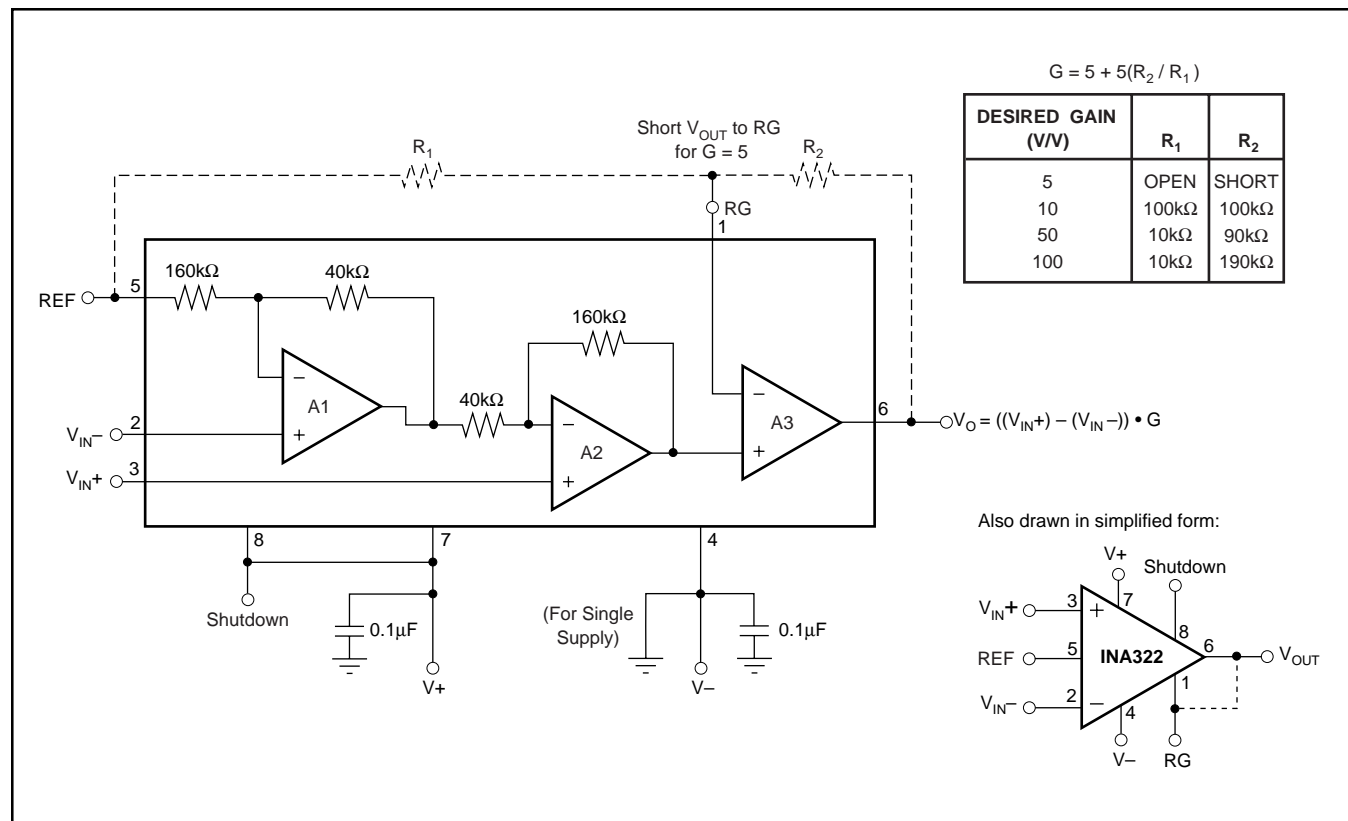 G = 5 + 5(R2 / R1)
DESIRED GAIN (V/V) R1 R2
5 OPEN SHORT
10 100kΩ 100kΩ
50 10kΩ 90kΩ
100 10kΩ 190kΩ
Short VOUT to RG
for G = 5
R1
R2
RG
1
160kΩ
40kΩ
5
REF
160kΩ
−
A1
+
40kΩ
−
A2
+
−
A3
+
6
VO = ((VIN+) − (VIN−)) • G
2
VIN−
3
VIN+
8
7
4
Shutdown
0.1µF
V+
(For Single
Supply)
0.1µF
V−
Also drawn in simplified form:
V+
Shutdown
VIN+
3
+
7
8
REF
5
INA322
6
VOUT
VIN−
2
−
4
1
V−
RG